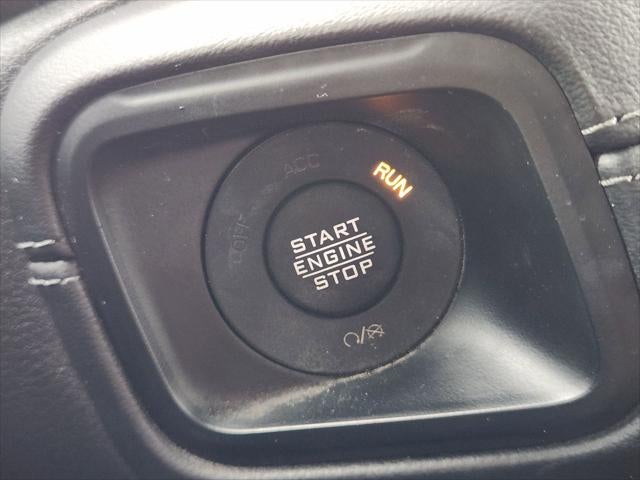 ACC
RUN
OFF
START
ENGINE
STOP